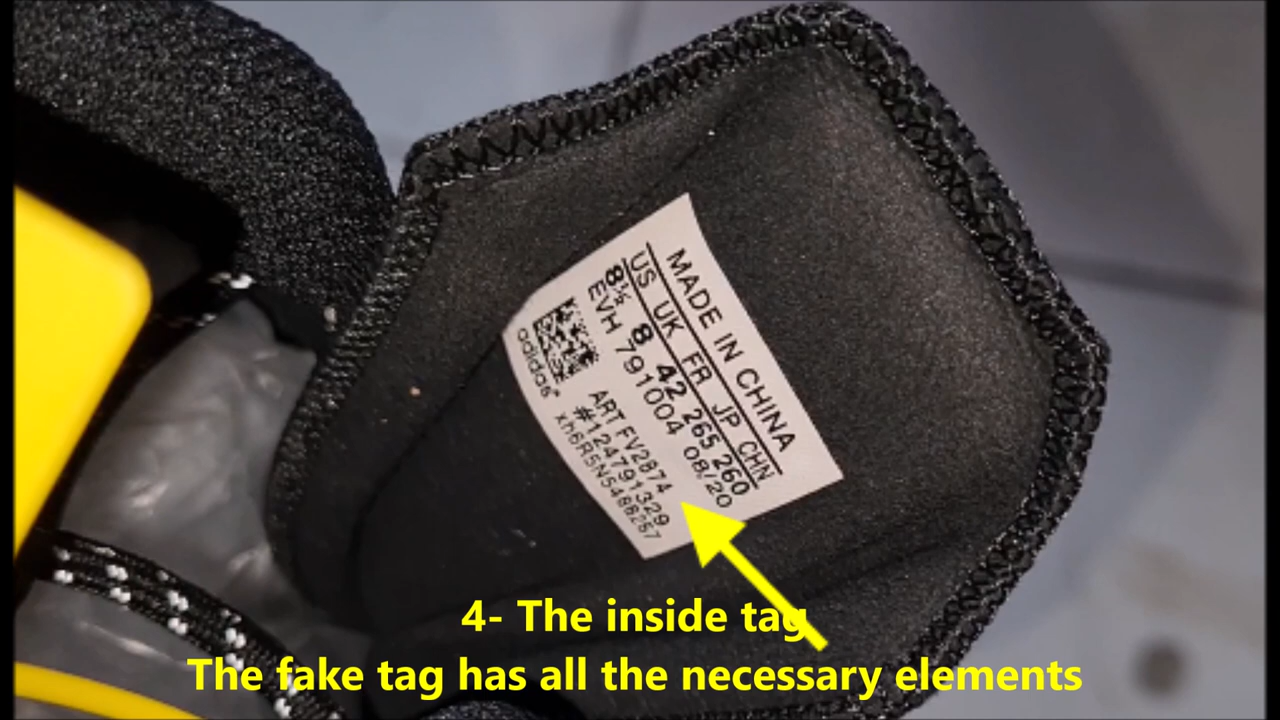 MADE IN CHINA
US UK FR JP CHN
8½ 8 42 265 260
EVH 791004 08/20
ART FV2874
#124791329
xh6R5N5486257
adidas
4- The inside tag
The fake tag has all the necessary elements